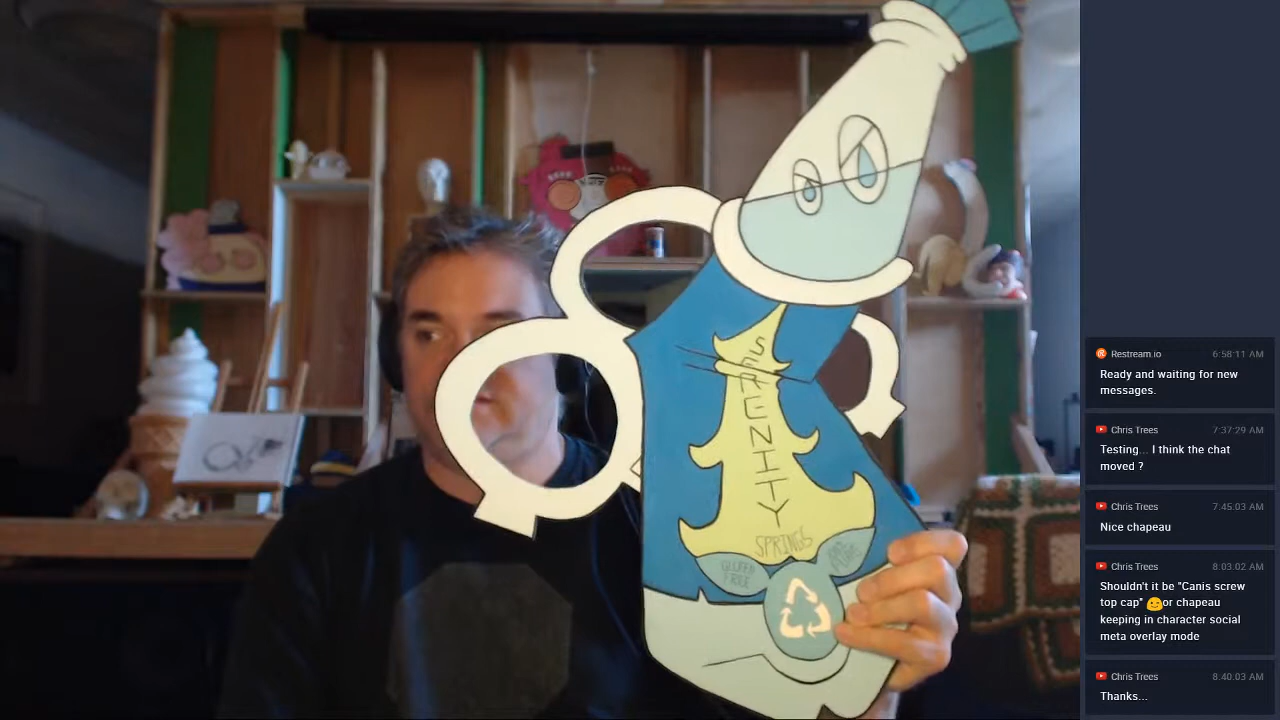 SERENITY
SPRINGS
GLUTEN
FREE
Restream.io 6:58:11 AM
Ready and waiting for new
messages.
Chris Trees 7:37:29 AM
Testing... I think the chat
moved ?
Chris Trees 7:45:03 AM
Nice chapeau
Chris Trees 8:03:02 AM
Shouldn't it be "Canis screw
top cap" 🙂or chapeau
keeping in character social
meta overlay mode
Chris Trees 8:40:03 AM
Thanks...